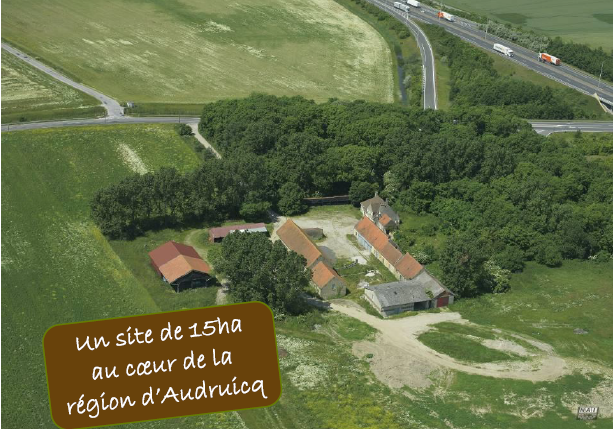 Un site de 15ha
au cœur de la
région d'Audruicq